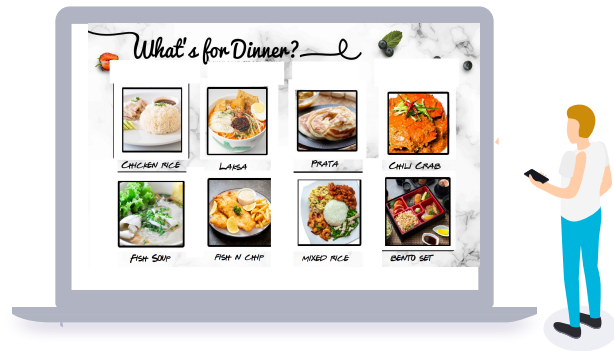 What's for Dinner?
Chicken rice
Laksa
Prata
Chili Crab
Fish Soup
Fish n Chip
Mixed rice
Bento set